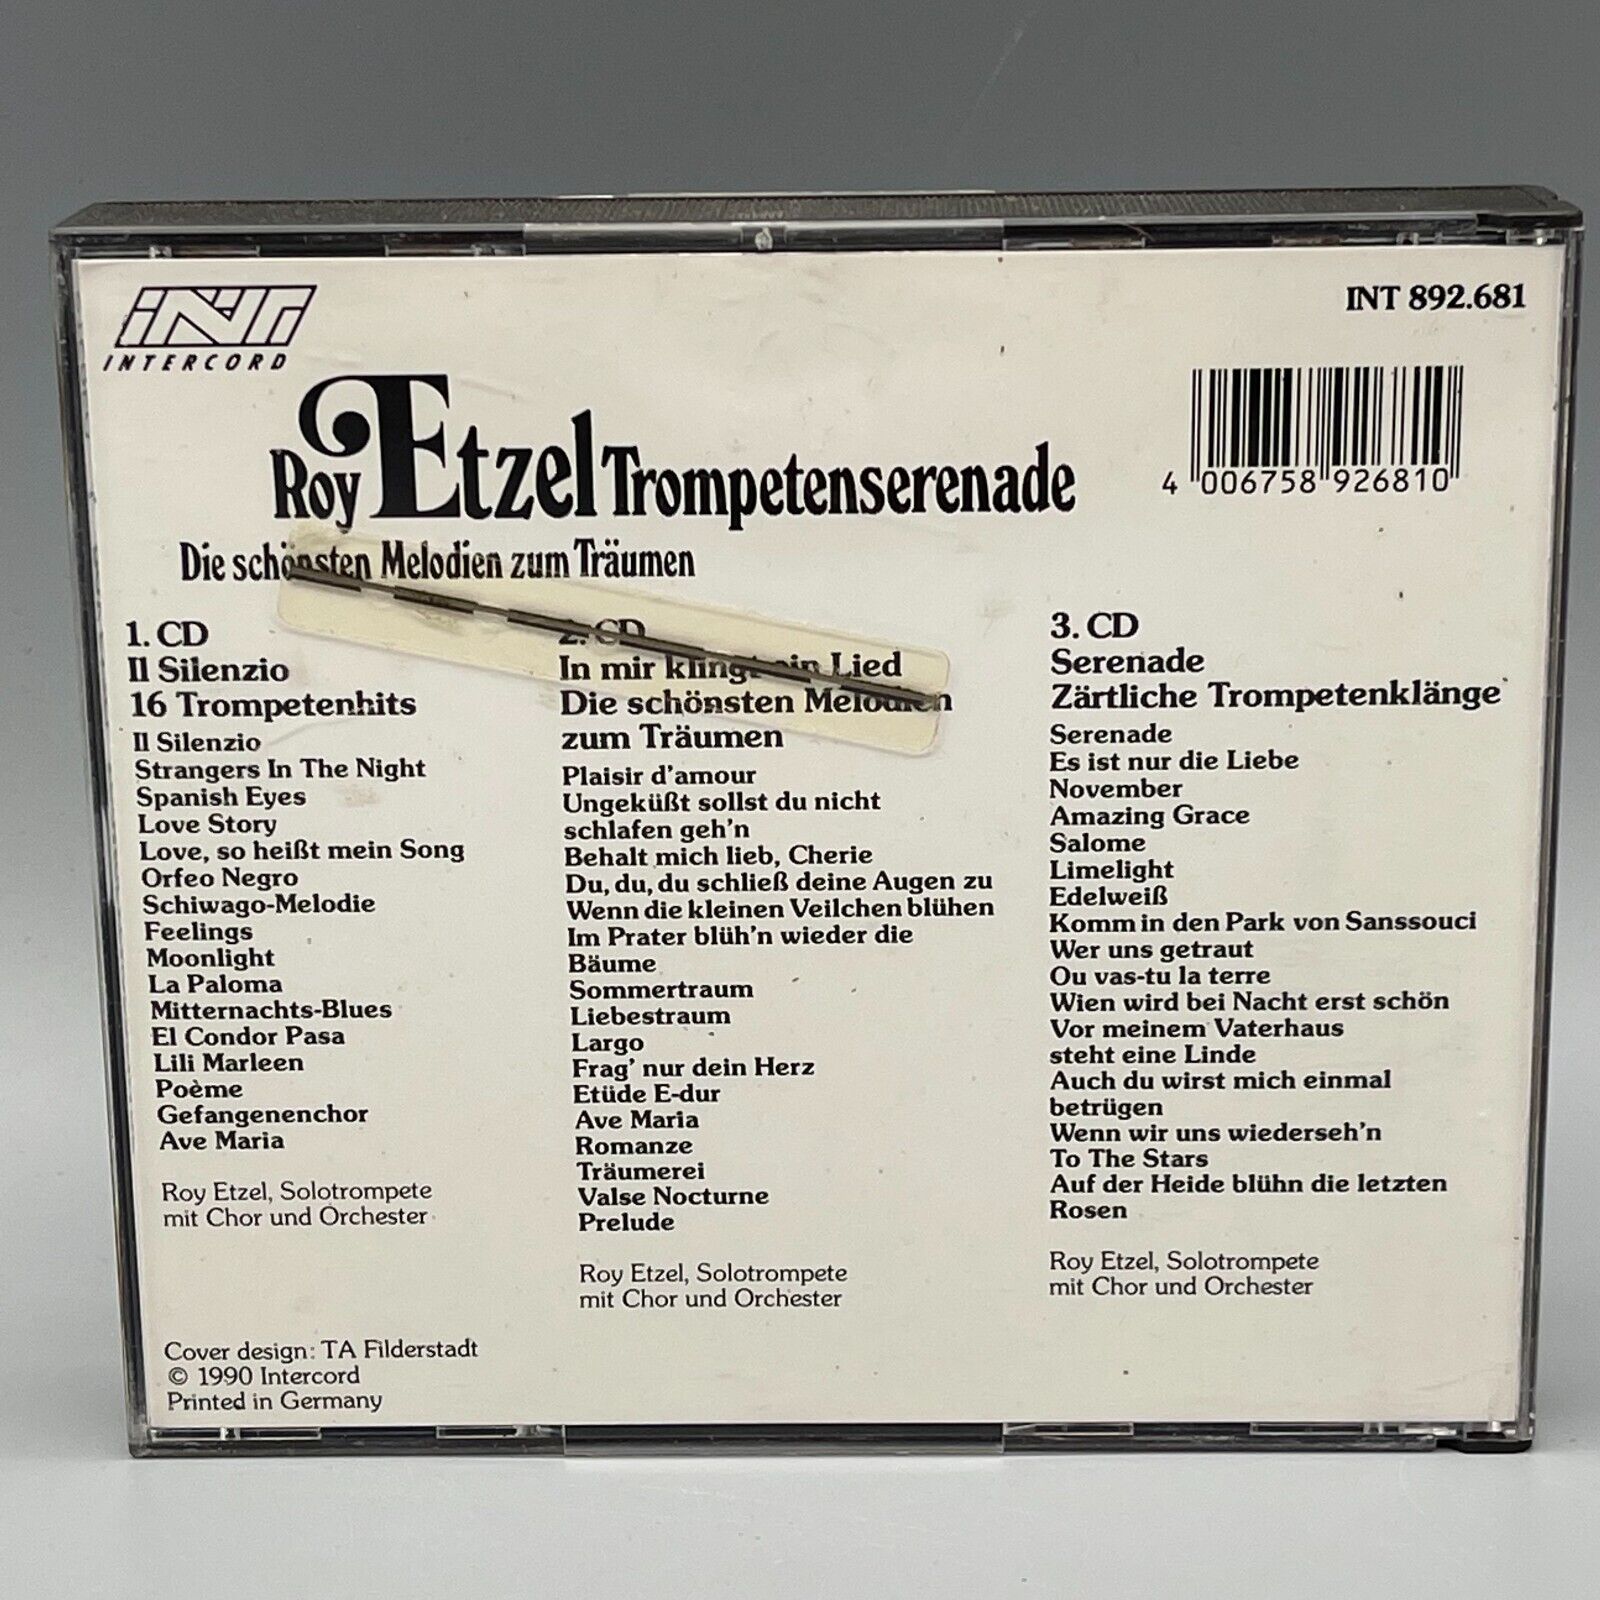 INT
INTERCORD
INT 892.681
4 006758 926810
Roy Etzel Trompetenserenade
Die schönsten Melodien zum Träumen
1. CD
Il Silenzio
16 Trompetenhits
Il Silenzio
Strangers In The Night
Spanish Eyes
Love Story
Love, so heißt mein Song
Orfeo Negro
Schiwago-Melodie
Feelings
Moonlight
La Paloma
Mitternachts-Blues
El Condor Pasa
Lili Marleen
Poème
Gefangenenchor
Ave Maria
Roy Etzel, Solotrompete
mit Chor und Orchester
2. CD
In mir klingt ein Lied
Die schönsten Melodien
zum Träumen
Plaisir d'amour
Ungeküßt sollst du nicht
schlafen geh'n
Behalt mich lieb, Cherie
Du, du, du schließ deine Augen zu
Wenn die kleinen Veilchen blühen
Im Prater blüh'n wieder die
Bäume
Sommertraum
Liebestraum
Largo
Frag' nur dein Herz
Etüde E-dur
Ave Maria
Romanze
Träumerei
Valse Nocturne
Prelude
Roy Etzel, Solotrompete
mit Chor und Orchester
3. CD
Serenade
Zärtliche Trompetenklänge
Serenade
Es ist nur die Liebe
November
Amazing Grace
Salome
Limelight
Edelweiß
Komm in den Park von Sanssouci
Wer uns getraut
Ou vas-tu la terre
Wien wird bei Nacht erst schön
Vor meinem Vaterhaus
steht eine Linde
Auch du wirst mich einmal
betrügen
Wenn wir uns wiederseh'n
To The Stars
Auf der Heide blühn die letzten
Rosen
Roy Etzel, Solotrompete
mit Chor und Orchester
Cover design: TA Filderstadt
© 1990 Intercord
Printed in Germany